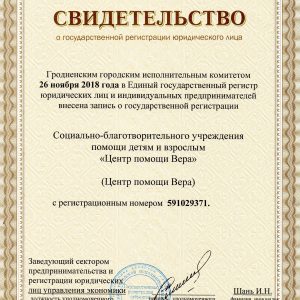 СВИДЕТЕЛЬСТВО
о государственной регистрации юридического лица
Гродненским городским исполнительным комитетом
26 ноября 2018 года в Единый государственный регистр
юридических лиц и индивидуальных предпринимателей
внесена запись о государственной регистрации
Социально-благотворительного учреждения
помощи детям и взрослым
«Центр помощи Вера»
(Центр помощи Вера)
с регистрационным номером 591029371.
Заведующий сектором
предпринимательства и
регистрации юридических
лиц управления экономики
Шань И.Н.